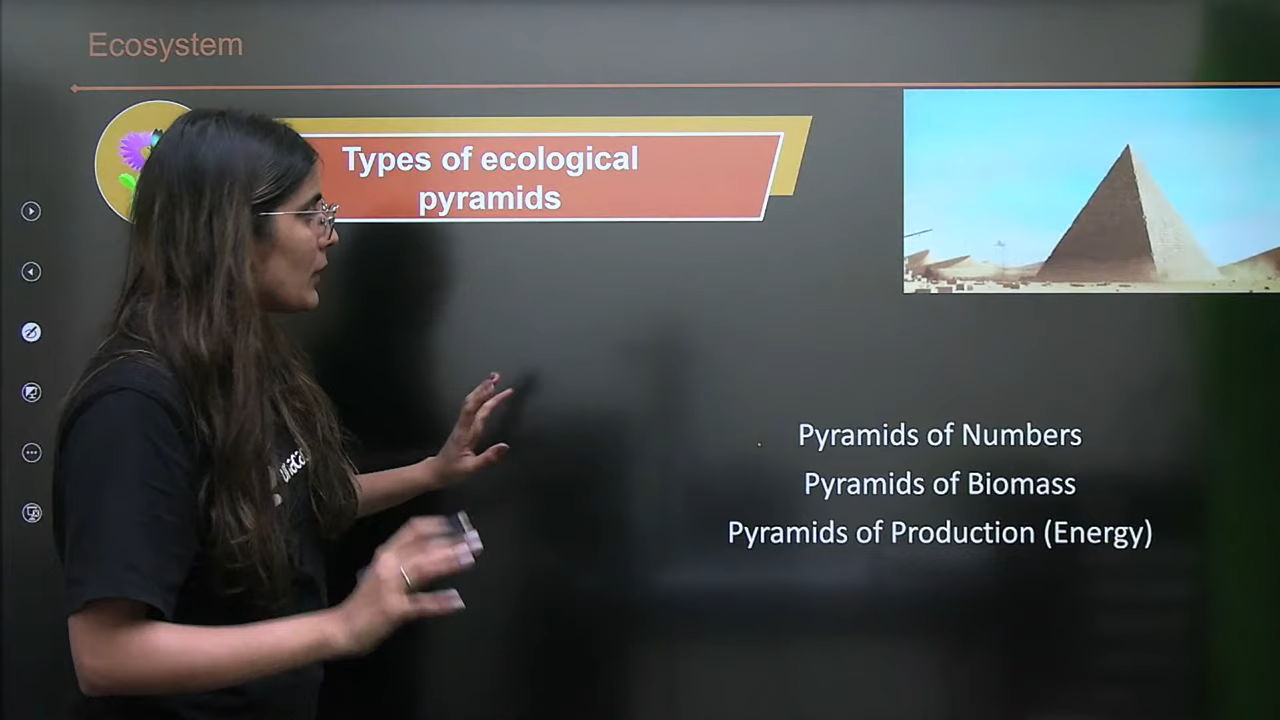 Ecosystem
Types of ecological
pyramids
Pyramids of Numbers
Pyramids of Biomass
Pyramids of Production (Energy)